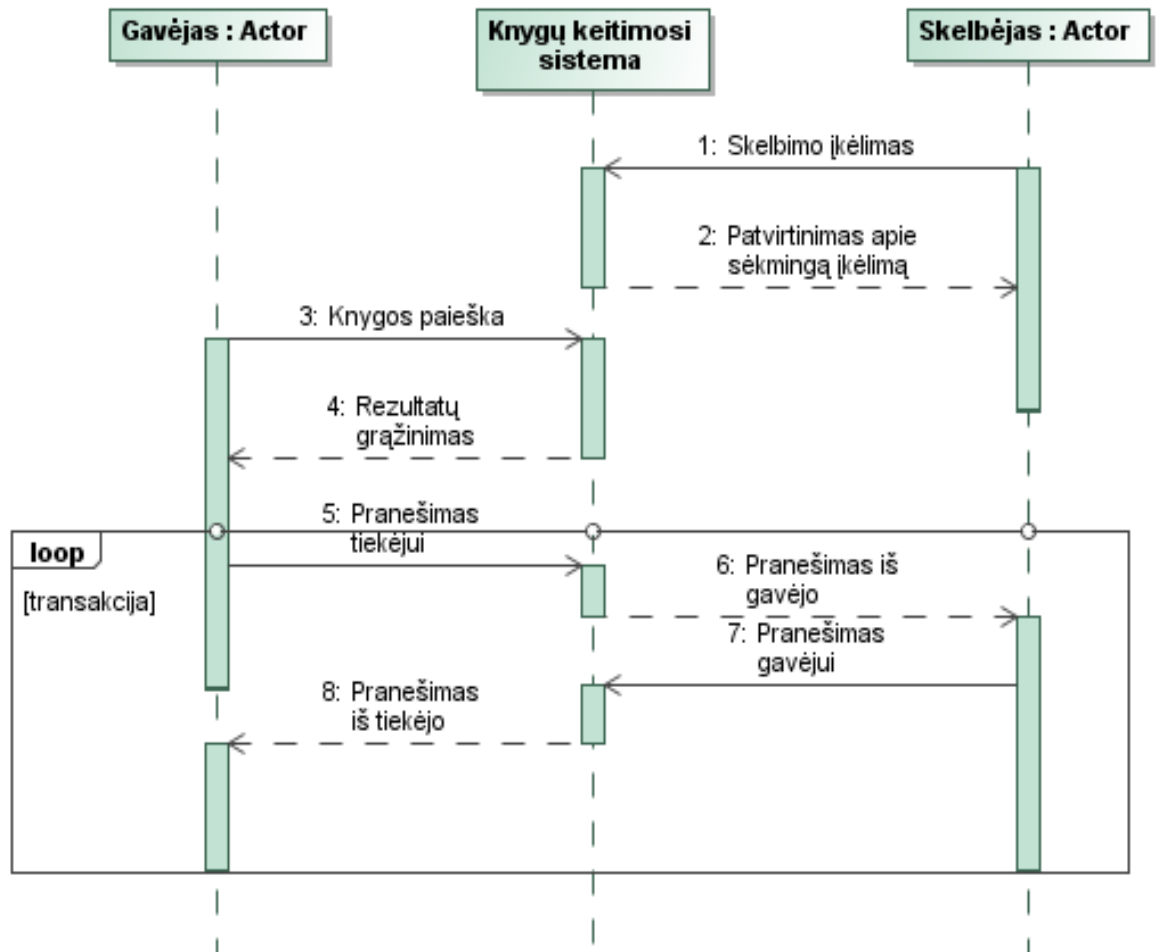 Gavėjas : Actor
Knygų keitimosi
sistema
Skelbėjas : Actor
1: Skelbimo įkėlimas
2: Patvirtinimas apie
sėkmingą įkėlimą
3: Knygos paieška
4: Rezultatų
grąžinimas
5: Pranešimas
tiekėjui
loop
[transakcija]
6: Pranešimas iš
gavėjo
7: Pranešimas
gavėjui
8: Pranešimas
iš tiekėjo